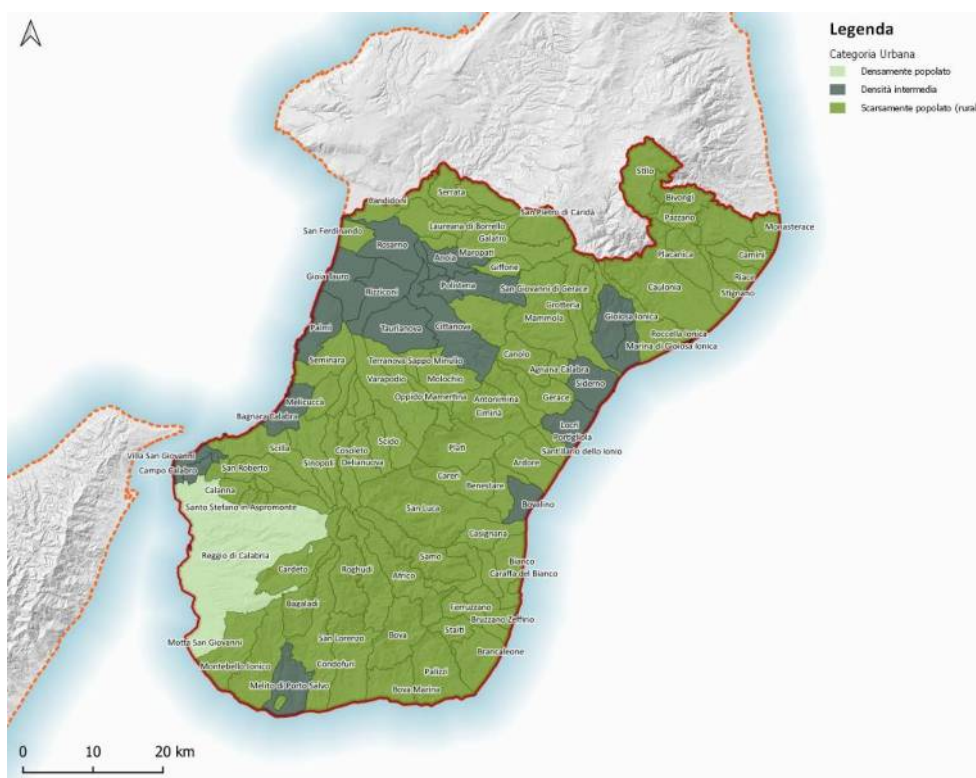 Legenda
Categoria Urbana
Densamente popolato
Densità intermedia
Scarsamente popolato (rural
Stilo
Bivongi
Serrata
Candidoni
Pazzano
San Pietro di Caridà
Monasterace
San Ferdinando
Laureana di Borrello
Rosarno
Galatro
Maropati
Anoia
Placanica
Camini
Giffone
Riace
Gioia Tauro
Polistena
San Giovanni di Gerace
Caulonia
Stignano
Rizziconi
Grotteria
Mammola
Gioiosa Ionica
Palmi
Taurianova
Cittanova
Roccella Ionica
Marina di Gioiosa Ionica
Seminara
Terranova Sappo Minulio
Canolo
Agnana Calabra
Varapodio
Molochio
Siderno
Melicuccà
Oppido Mamertina
Antonimina
Gerace
Ciminà
Bagnara Calabra
Locri
Portigliola
Scido
Villa San Giovanni
Scilla
Cosoleto
Platì
Sant'Ilario dello Ionio
Campo Calabro
San Roberto
Sinopoli
Delianuova
Ardore
Careri
Benestare
Calanna
Bovalino
Santo Stefano in Aspromonte
San Luca
Casignana
Reggio di Calabria
Samo
Bianco
Cardeto
Roghudi
Africo
Caraffa del Bianco
Bagaladi
Ferruzzano
Bruzzano Zeffirio
Motta San Giovanni
San Lorenzo
Bova
Staiti
Brancaleone
Montebello Ionico
Condofuri
Palizzi
Melito di Porto Salvo
Bova Marina
0 10 20 km